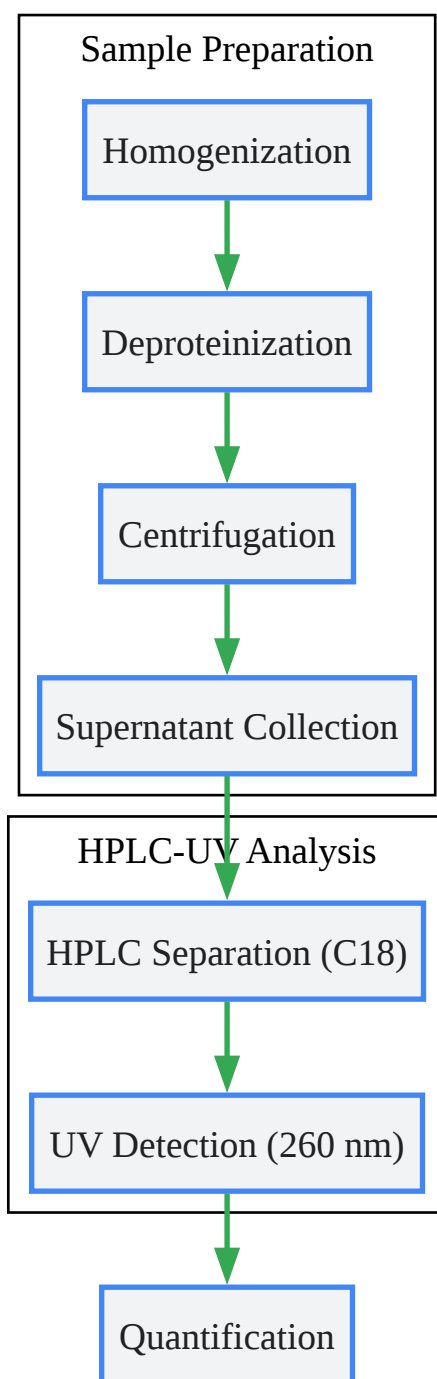 Sample Preparation
Homogenization
Deproteinization
Centrifugation
Supernatant Collection
HPLC-UV Analysis
HPLC Separation (C18)
UV Detection (260 nm)
Quantification